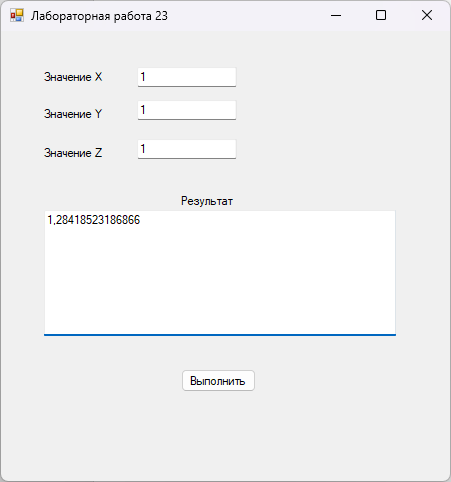 Лабораторная работа 23
Значение X 1
Значение Y 1
Значение Z 1
Результат
1,28418523186866
Выполнить